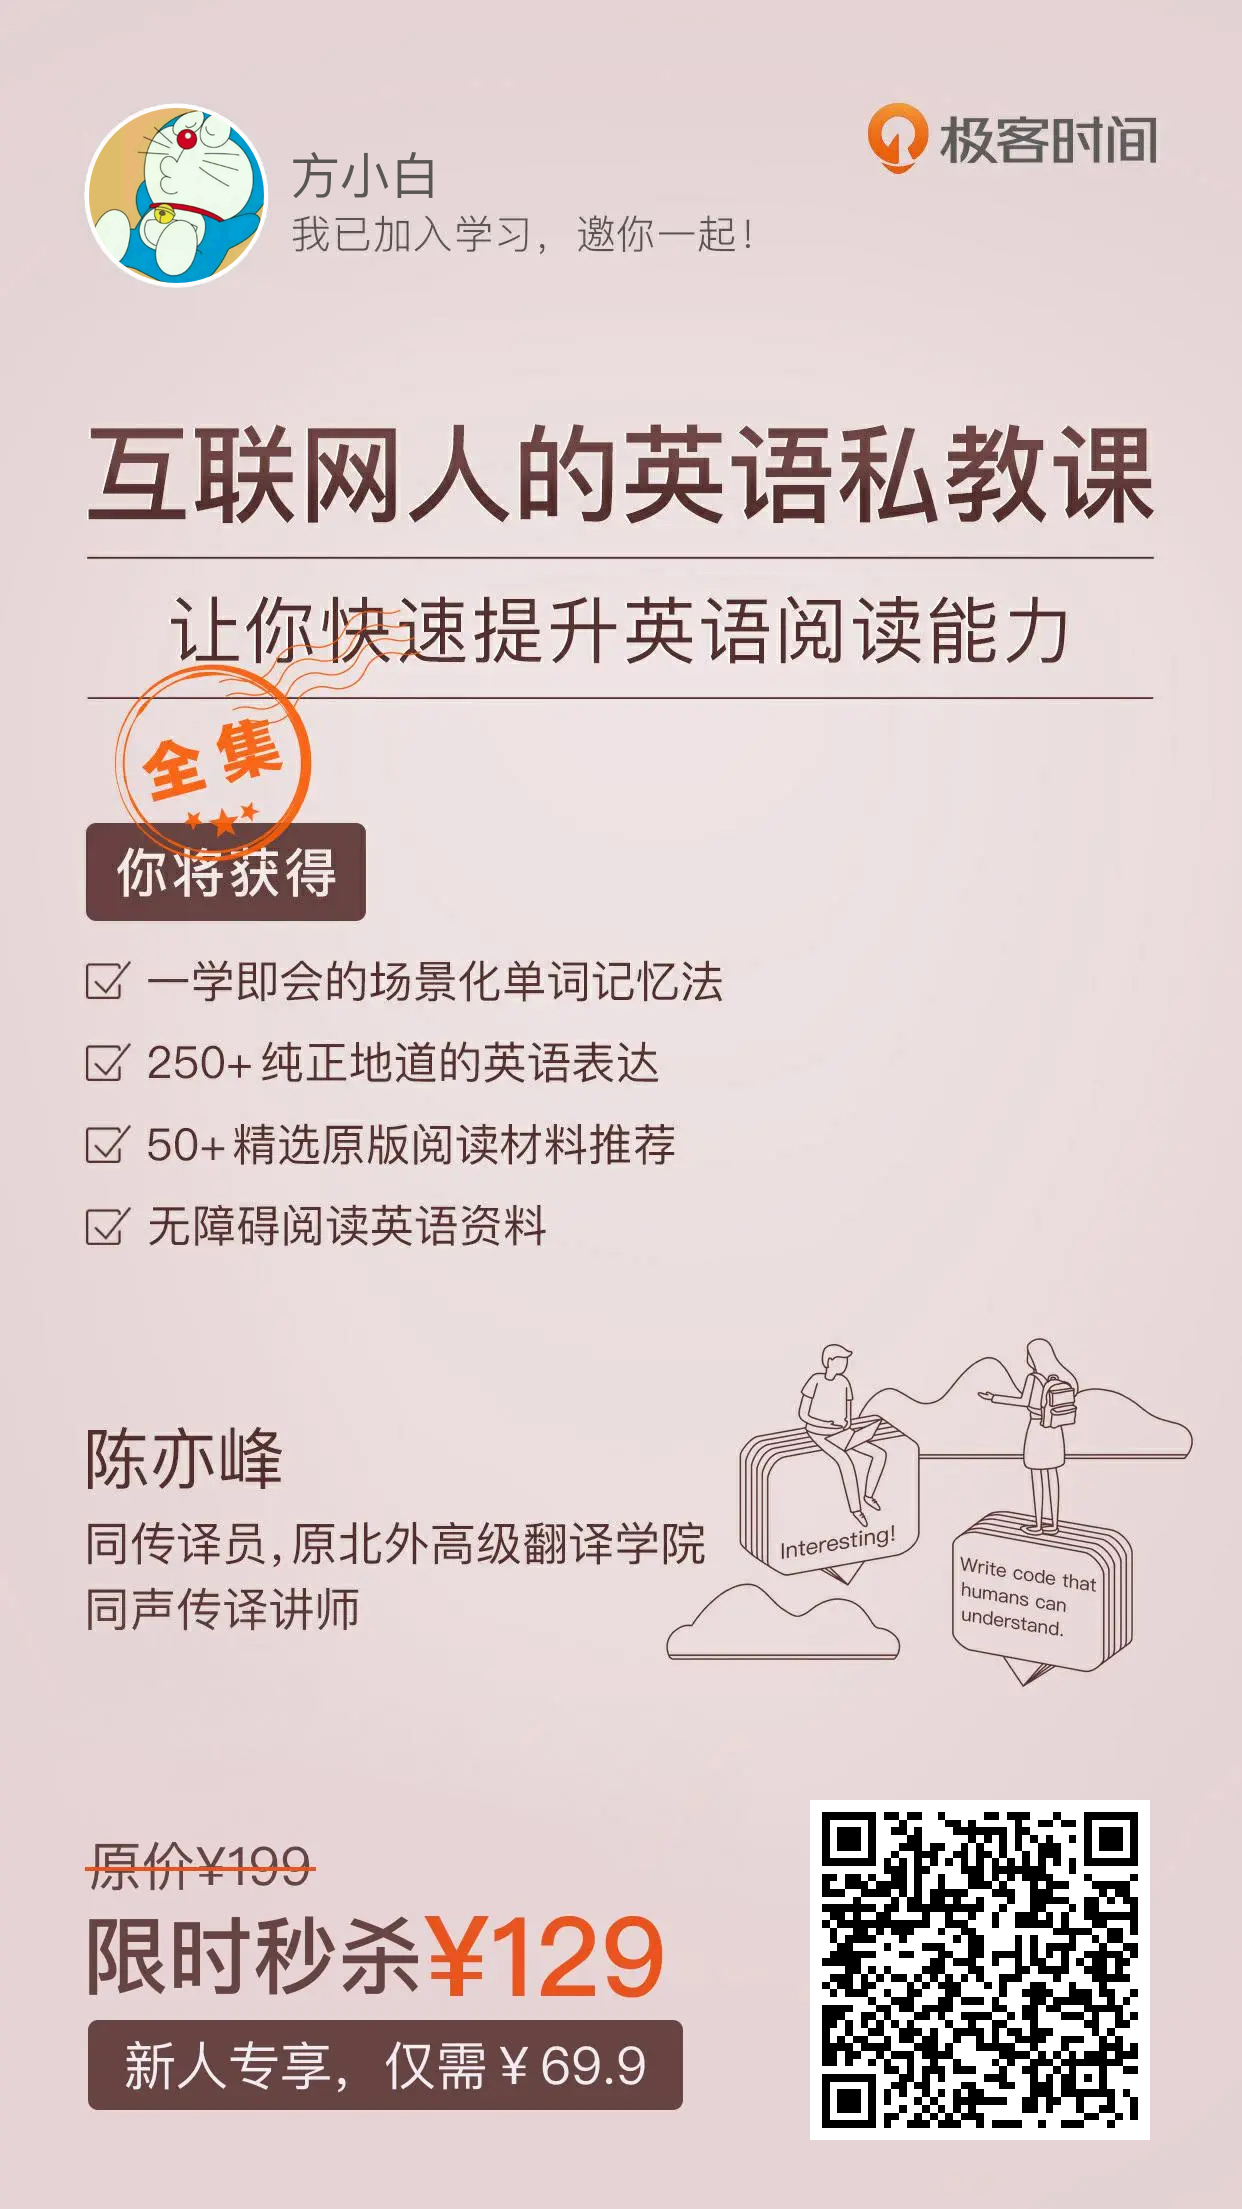 极客时间
方小白
我已加入学习，邀你一起！
互联网人的英语私教课
让你快速提升英语阅读能力
全集
你将获得
一学即会的场景化单词记忆法
250+纯正地道的英语表达
50+精选原版阅读材料推荐
无障碍阅读英语资料
陈亦峰
同传译员，原北外高级翻译学院
同声传译讲师
Interesting!
Write code that
humans can
understand.
原价¥199
限时秒杀¥129
新人专享，仅需¥69.9